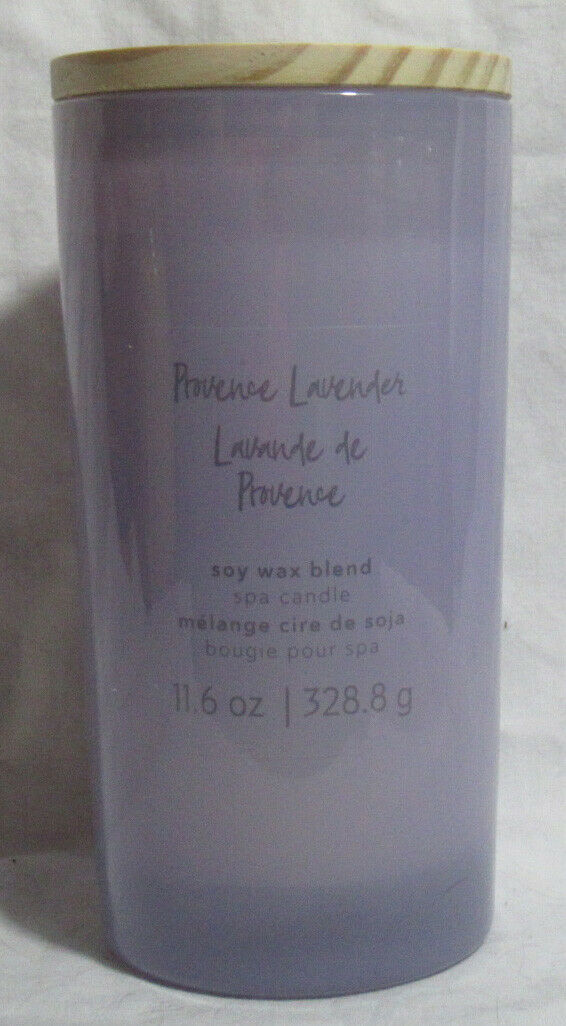 Provence Lavender
Lavande de
Provence
soy wax blend
spa candle
mélange cire de soja
bougie pour spa
11.6 oz | 328.8 g